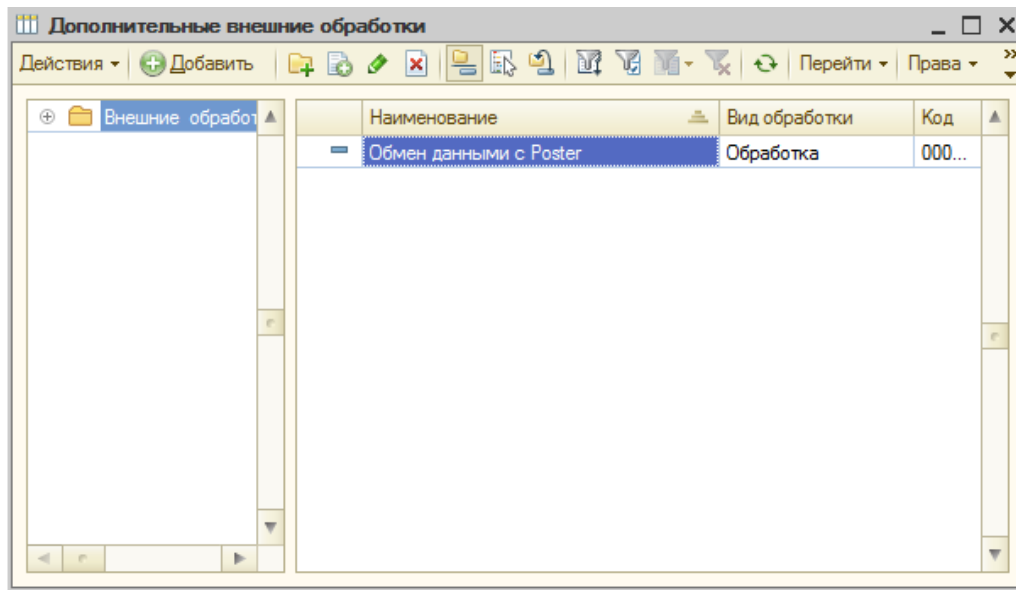 Дополнительные внешние обработки
Действия Добавить Перейти Права
Внешние обработ
Наименование Вид обработки Код
Обмен данными с Poster Обработка 000...